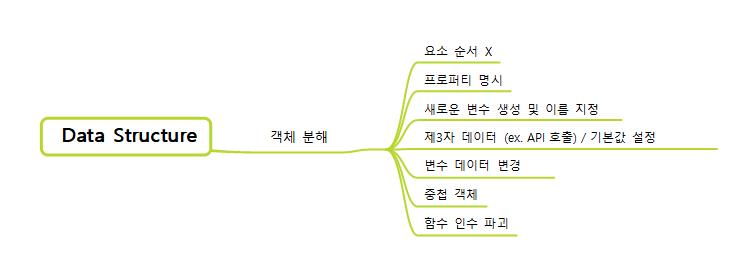 Data Structure
객체 분해
요소 순서 X
프로퍼티 명시
새로운 변수 생성 및 이름 지정
제3자 데이터 (ex. API 호출) / 기본값 설정
변수 데이터 변경
중첩 객체
함수 인수 파괴